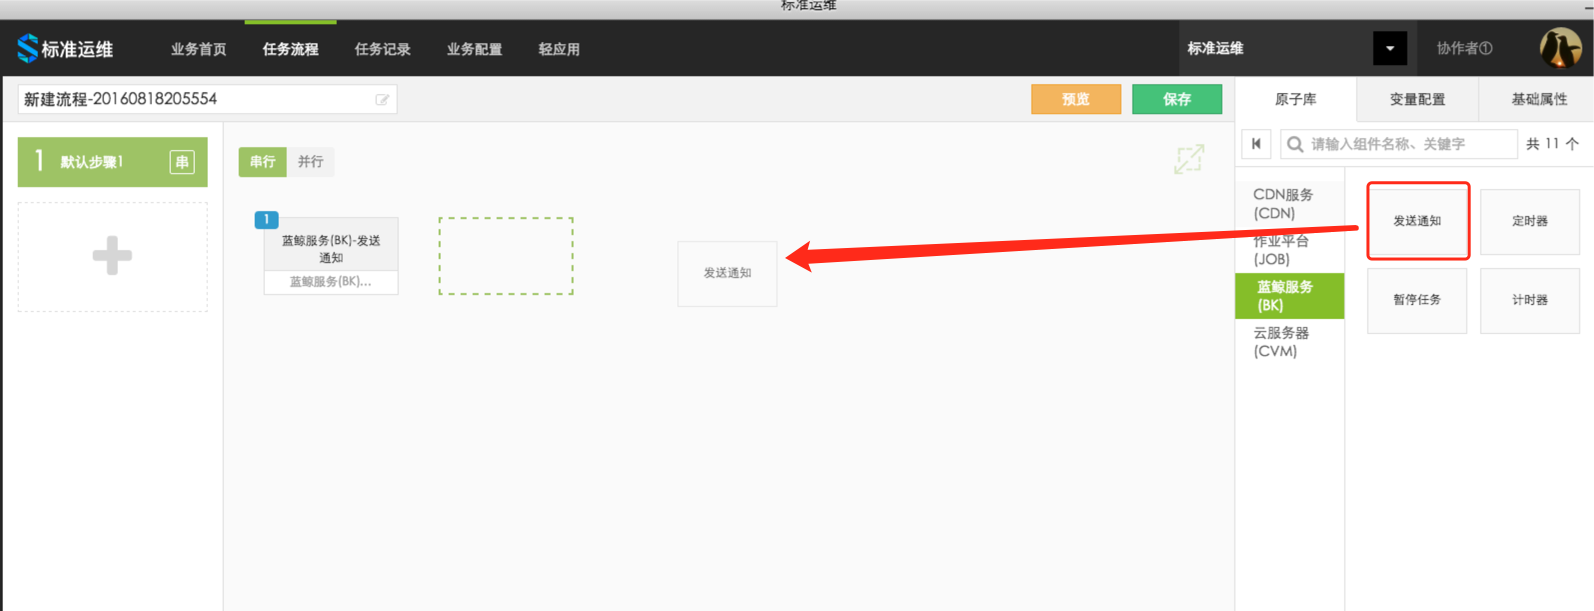 标准运维
标准运维
业务首页
任务流程
任务记录
业务配置
轻应用
标准运维
协作者①
新建流程-20160818205554
预览
保存
原子库
变量配置
基础属性
1 默认步骤1 串
串行
并行
请输入组件名称、关键字
共 11 个
1
蓝鲸服务(BK)-发送
通知
蓝鲸服务(BK)...
发送通知
CDN服务
(CDN)
作业平台
(JOB)
蓝鲸服务
(BK)
云服务器
(CVM)
发送通知
定时器
暂停任务
计时器